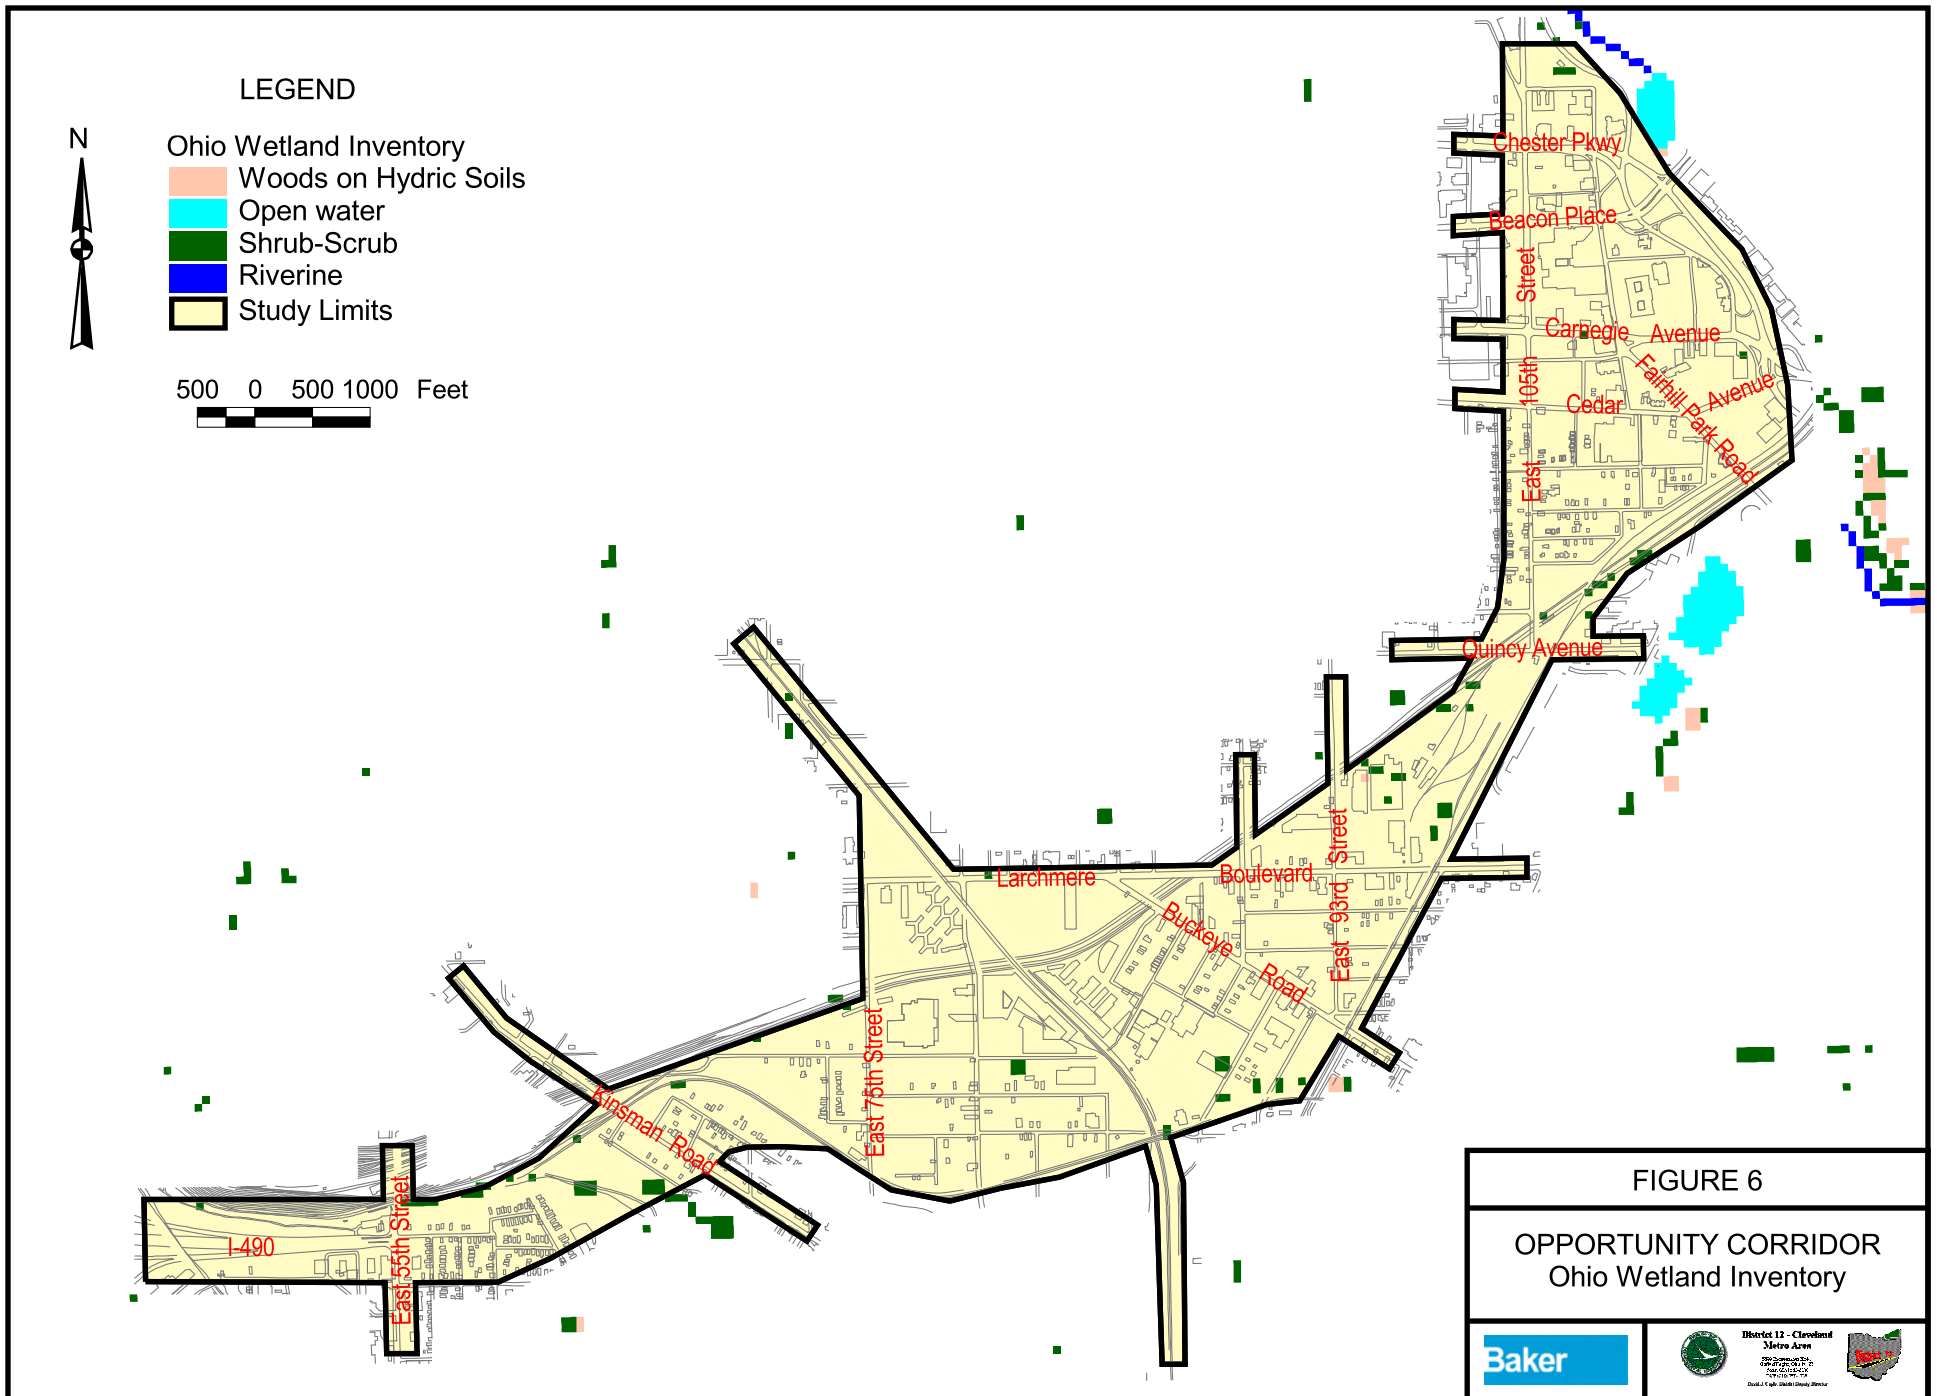 LEGEND
N
Ohio Wetland Inventory
Woods on Hydric Soils
Open water
Shrub-Scrub
Riverine
Study Limits
500 0 500 1000 Feet
Chester Pkwy
Beacon Place
East 105th Street
Carnegie Avenue
Fairhill Park Road
Cedar Avenue
Quincy Avenue
Larchmere Boulevard
East 93rd Street
Buckeye Road
East 75th Street
Kinsman Road
I-490
East 55th Street
FIGURE 6
OPPORTUNITY CORRIDOR
Ohio Wetland Inventory
Baker
District 12 - Cleveland
Metro Area